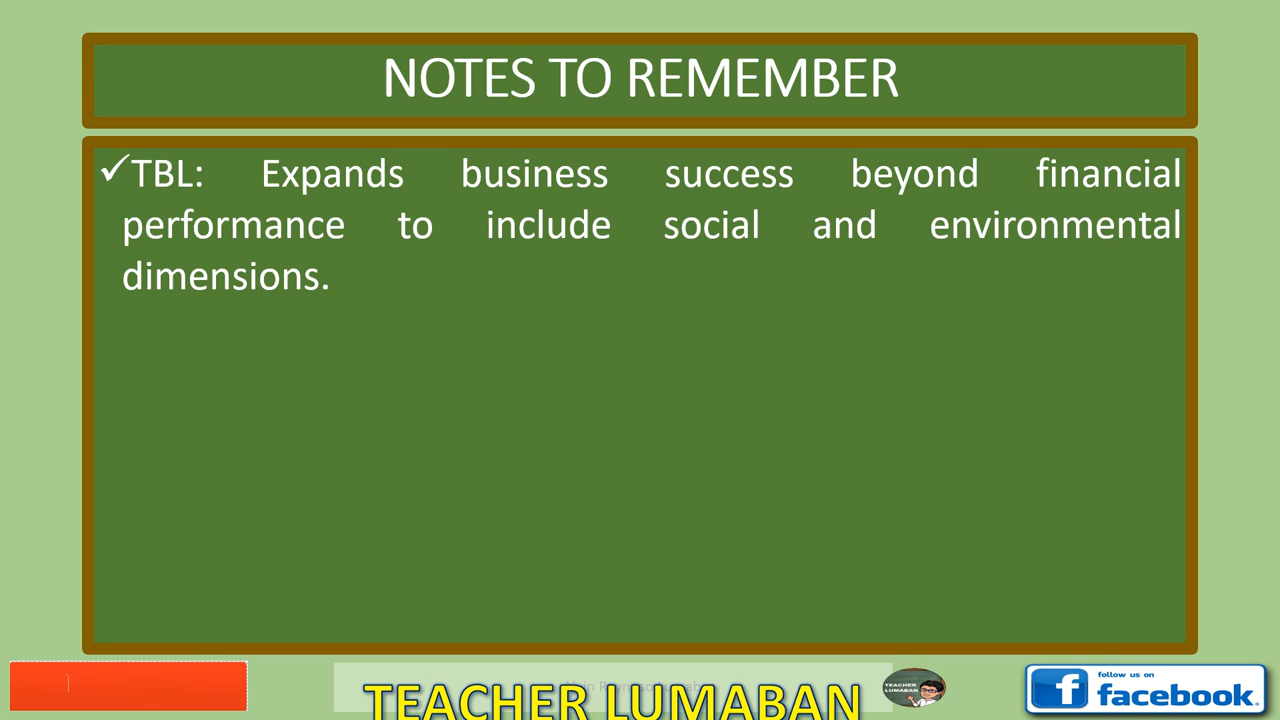 NOTES TO REMEMBER
✓TBL: Expands business success beyond financial
performance to include social and environmental
dimensions.
TEACHER LUMABAN
TEACHER
LUMABAN
follow us on
facebook.